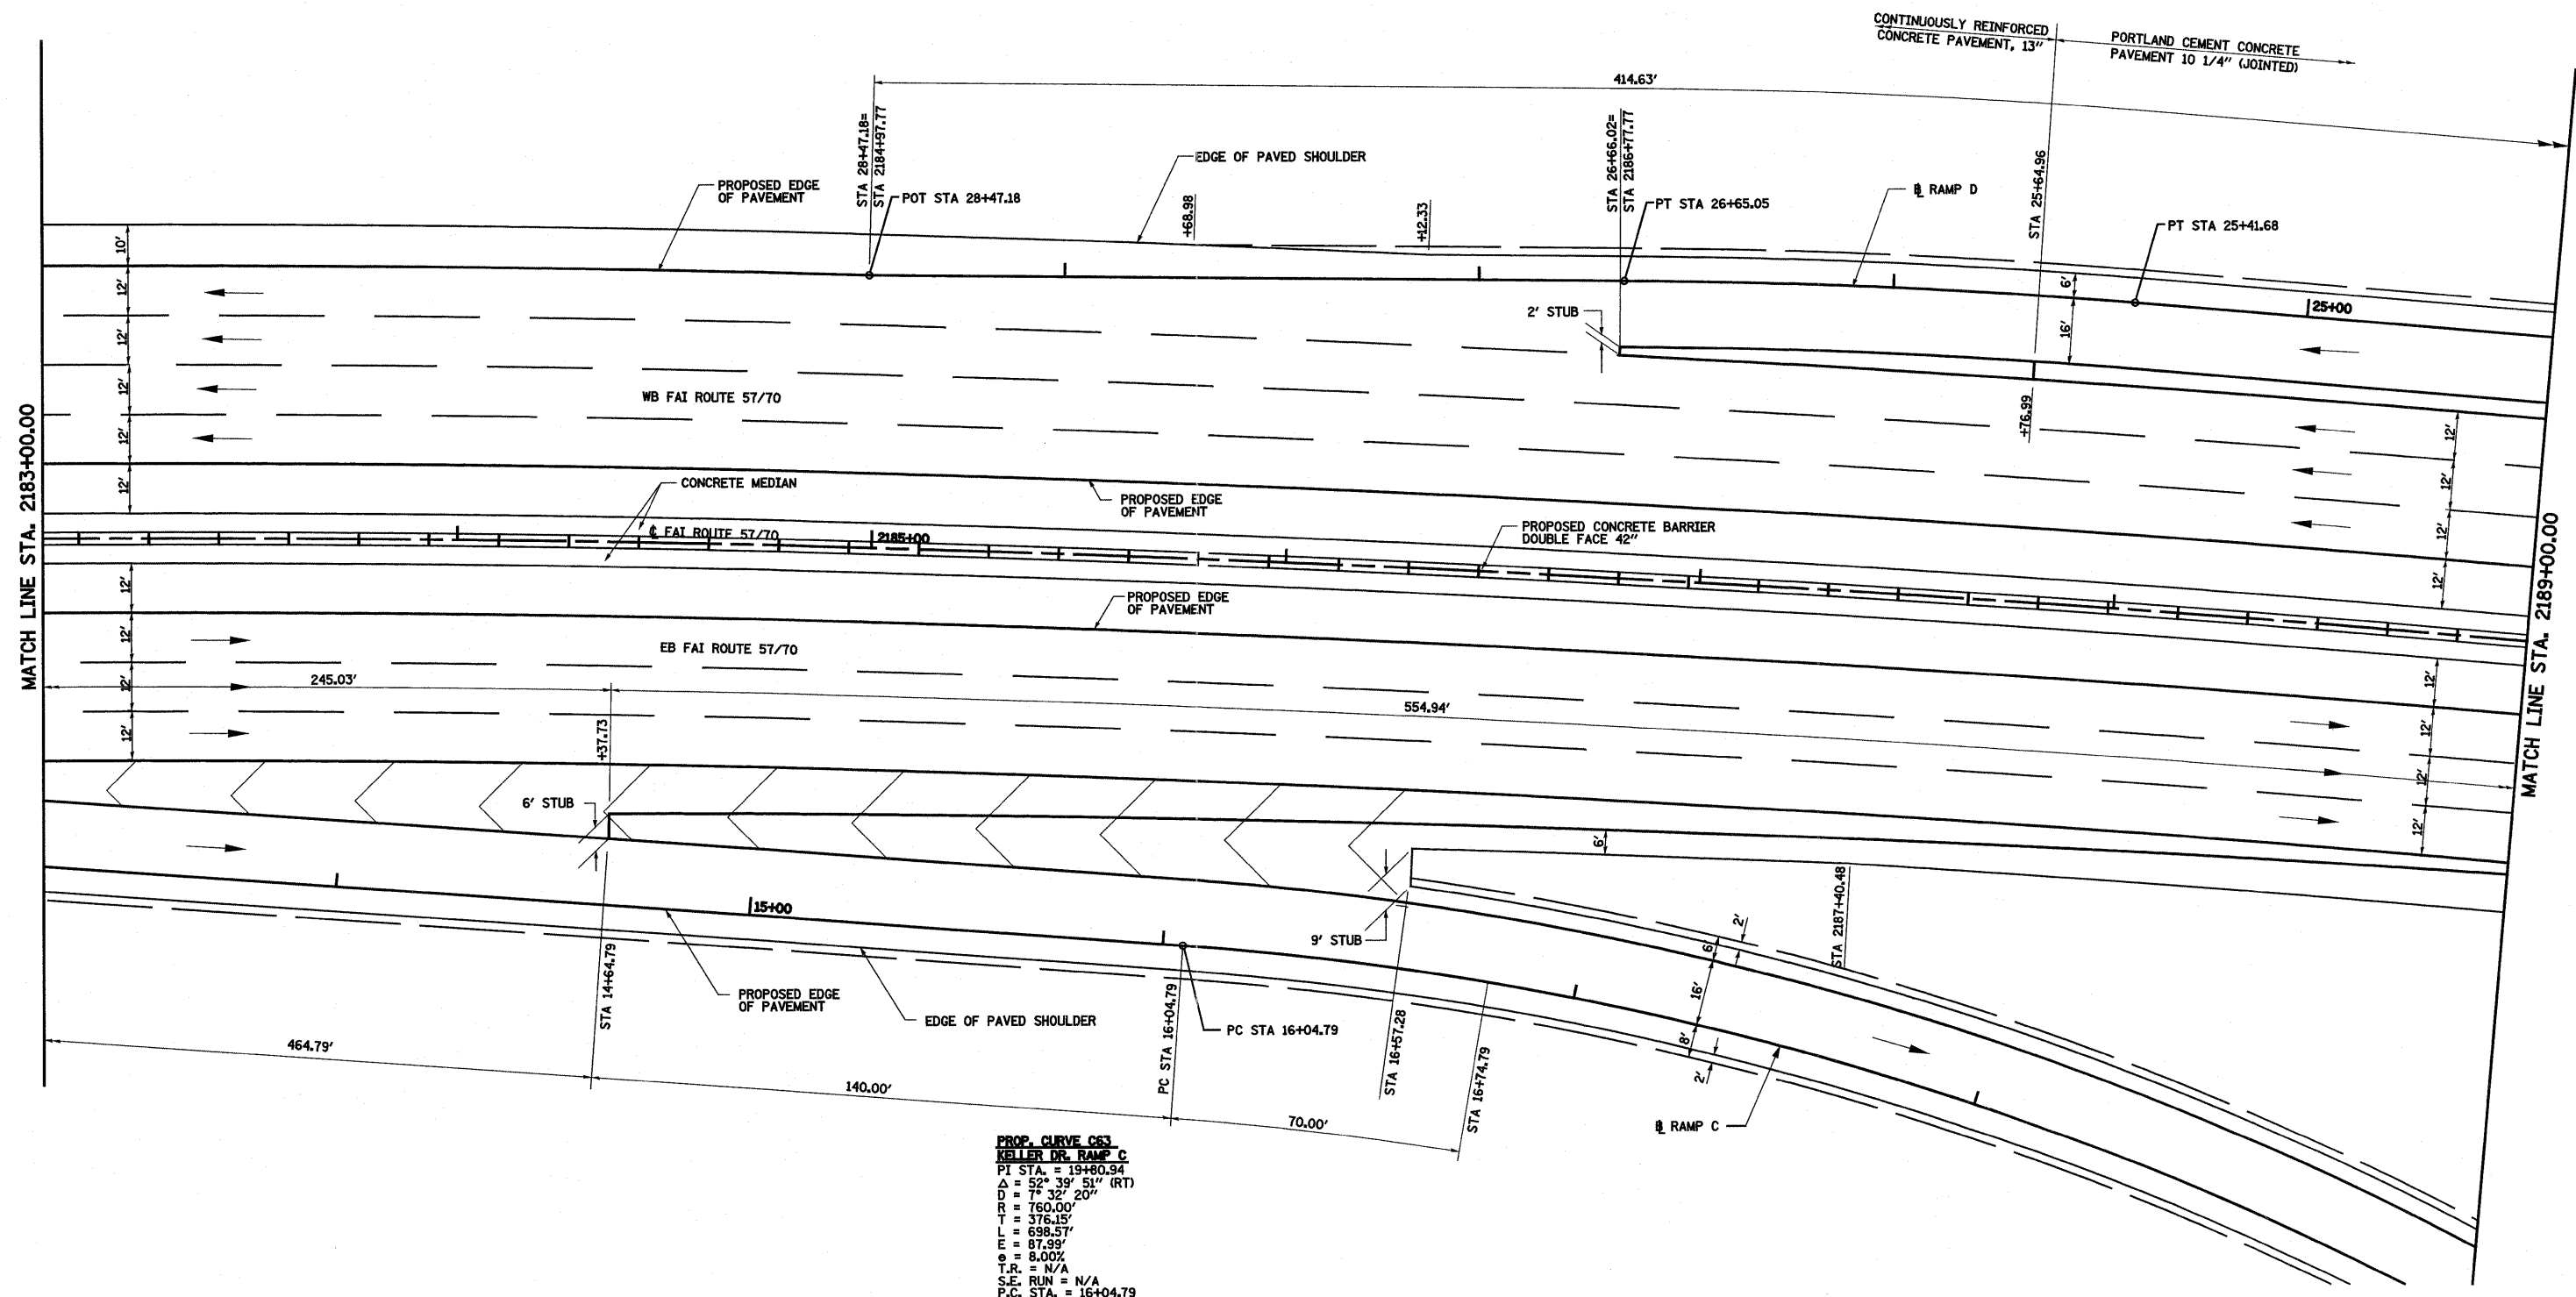 CONTINUOUSLY REINFORCED
CONCRETE PAVEMENT, 13"
PORTLAND CEMENT CONCRETE
PAVEMENT 10 1/4" (JOINTED)
414.63'
STA 28+47.18=
STA 2184+97.77
EDGE OF PAVED SHOULDER
PROPOSED EDGE
OF PAVEMENT
POT STA 28+47.18
+68.98
+12.33
STA 26+66.02=
STA 2186+77.77
PT STA 26+65.05
℄ RAMP D
STA 25+64.96
PT STA 25+41.68
10'
12'
12'
12'
12'
12'
2' STUB
6'
16'
25+00
WB FAI ROUTE 57/70
+76.99
12'
12'
12'
12'
MATCH LINE STA. 2183+00.00
CONCRETE MEDIAN
PROPOSED EDGE
OF PAVEMENT
℄ FAI ROUTE 57/70
2185+00
PROPOSED CONCRETE BARRIER
DOUBLE FACE 42"
MATCH LINE STA. 2189+00.00
12'
12'
12'
12'
PROPOSED EDGE
OF PAVEMENT
EB FAI ROUTE 57/70
245.03'
554.94'
12'
12'
12'
12'
+37.73
6' STUB
6'
9' STUB
STA 2187+40.48
2'
6'
16'
8'
2'
15+00
STA 14+64.79
PROPOSED EDGE
OF PAVEMENT
EDGE OF PAVED SHOULDER
PC STA 16+04.79
PC STA 16+04.79
STA 16+57.28
STA 16+74.79
464.79'
140.00'
70.00'
℄ RAMP C
PROP. CURVE C63
KELLER DR. RAMP C
PI STA. = 19+80.94
Δ = 52° 39' 51" (RT)
D = 7° 32' 20"
R = 760.00'
T = 376.15'
L = 698.57'
E = 87.99'
e = 8.00%
T.R. = N/A
S.E. RUN = N/A
P.C. STA. = 16+04.79